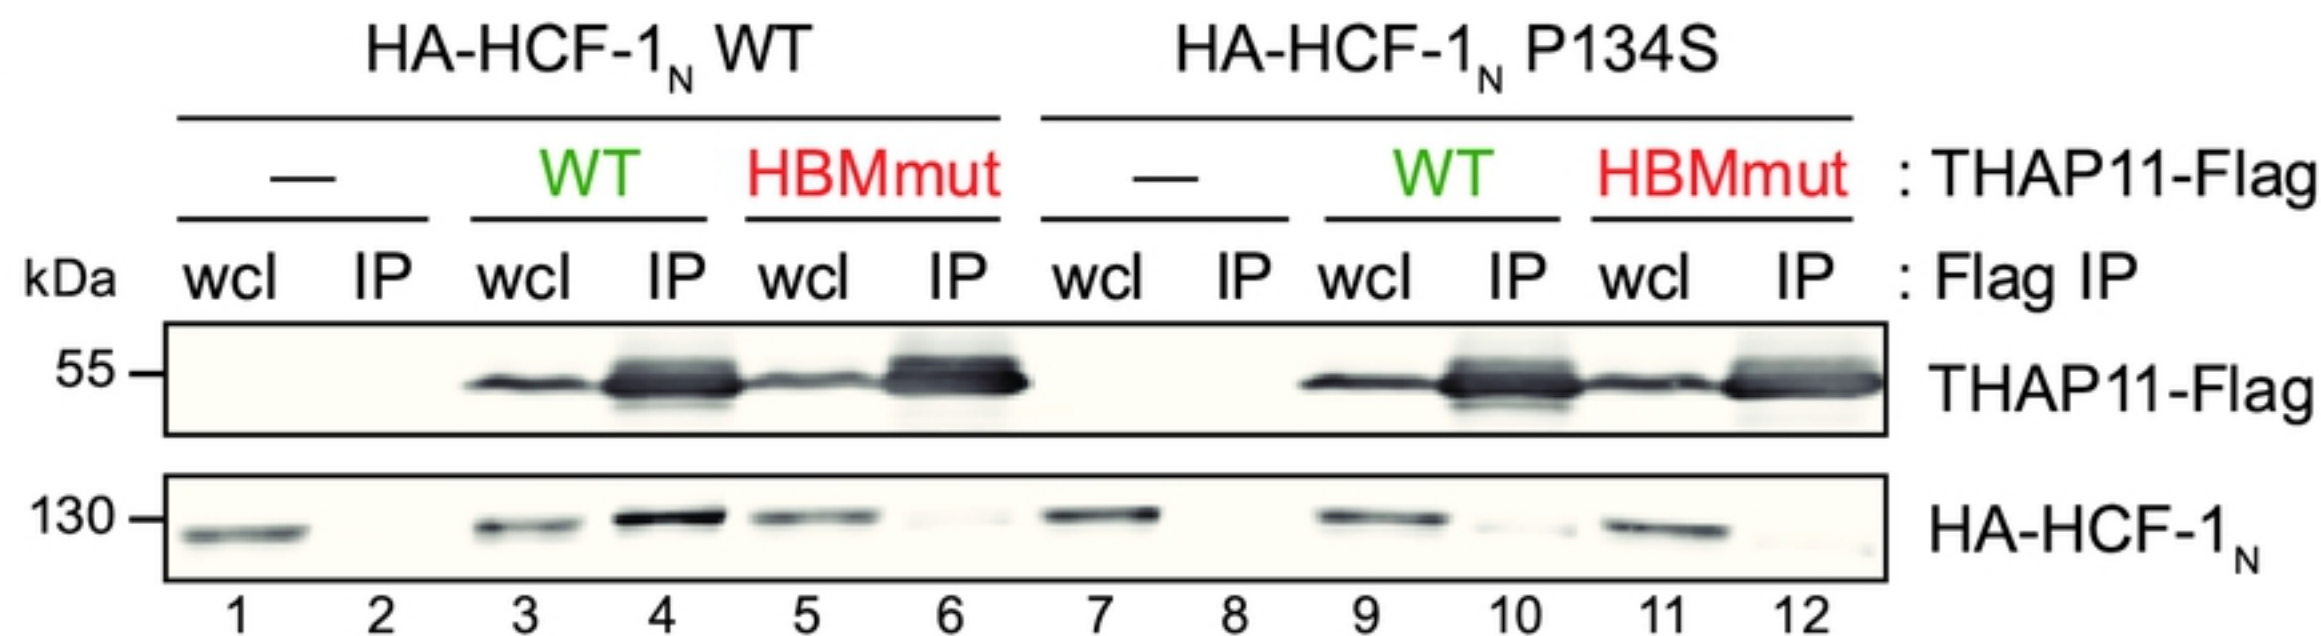 HA-HCF-1N WT HA-HCF-1N P134S
— WT HBMmut — WT HBMmut : THAP11-Flag
kDa wcl IP wcl IP wcl IP wcl IP wcl IP wcl IP : Flag IP
55 THAP11-Flag
130 HA-HCF-1N
1 2 3 4 5 6 7 8 9 10 11 12